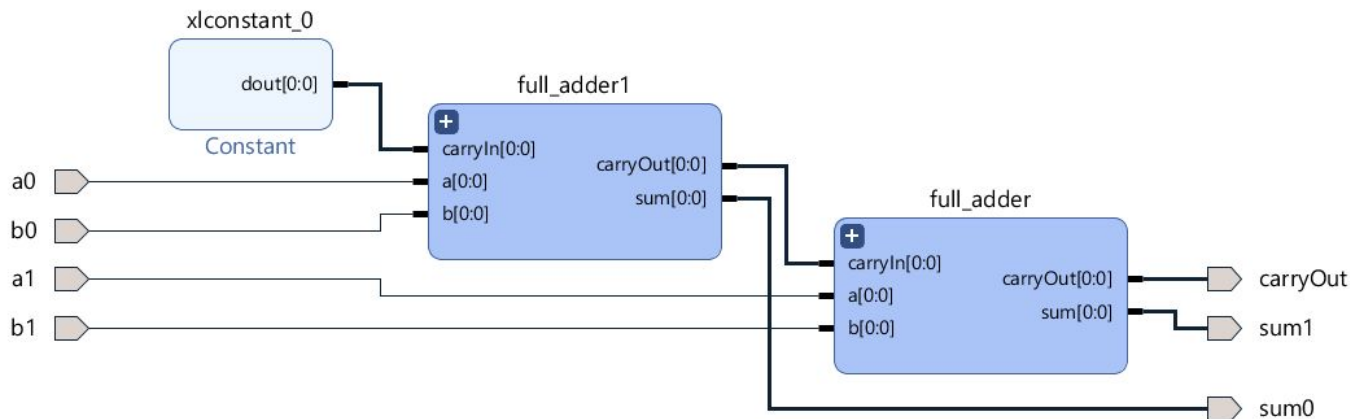 xlconstant_0
dout[0:0]
Constant
full_adder1
carryIn[0:0]
a[0:0]
b[0:0]
carryOut[0:0]
sum[0:0]
a0
b0
a1
b1
full_adder
carryIn[0:0]
a[0:0]
b[0:0]
carryOut[0:0]
sum[0:0]
carryOut
sum1
sum0